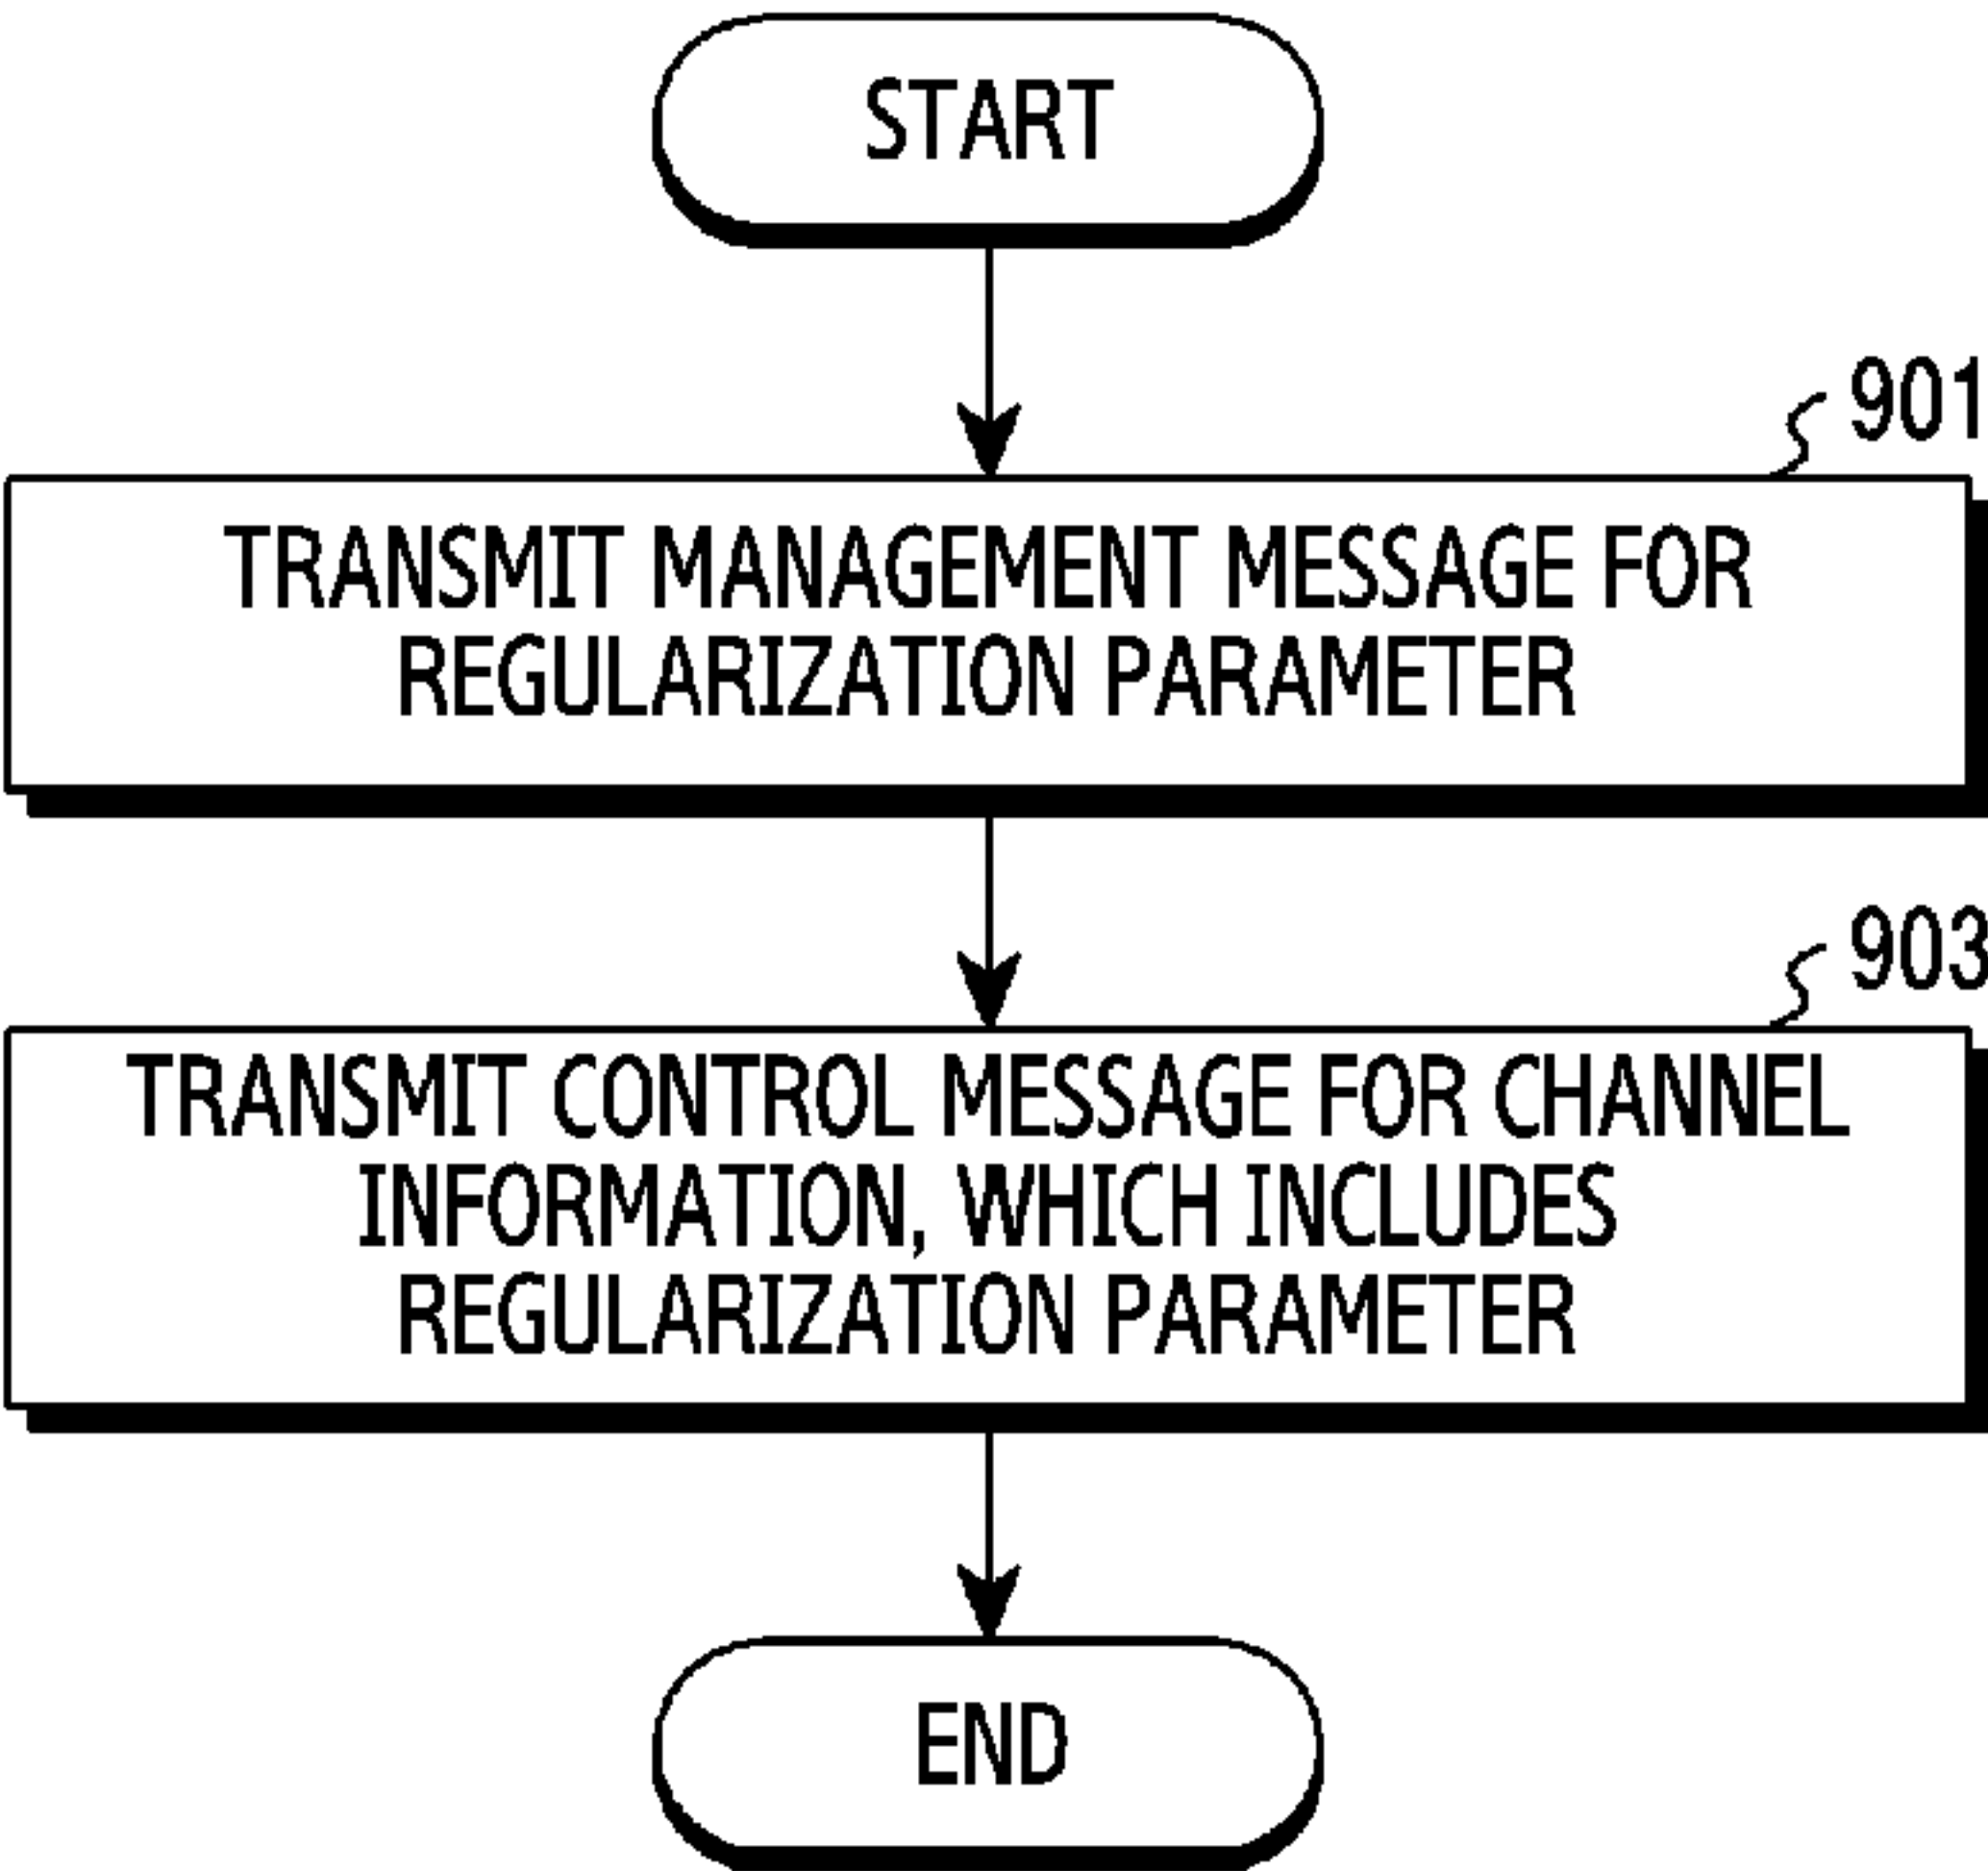 START
901
TRANSMIT MANAGEMENT MESSAGE FOR
REGULARIZATION PARAMETER
903
TRANSMIT CONTROL MESSAGE FOR CHANNEL
INFORMATION, WHICH INCLUDES
REGULARIZATION PARAMETER
END